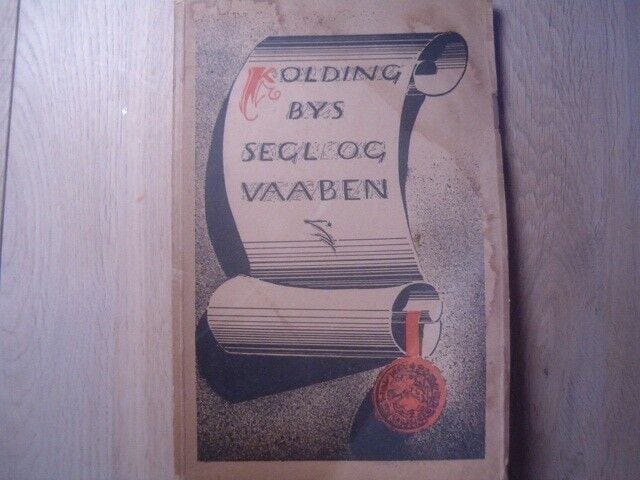 KOLDING
BYS
SEGL OG
VAABEN